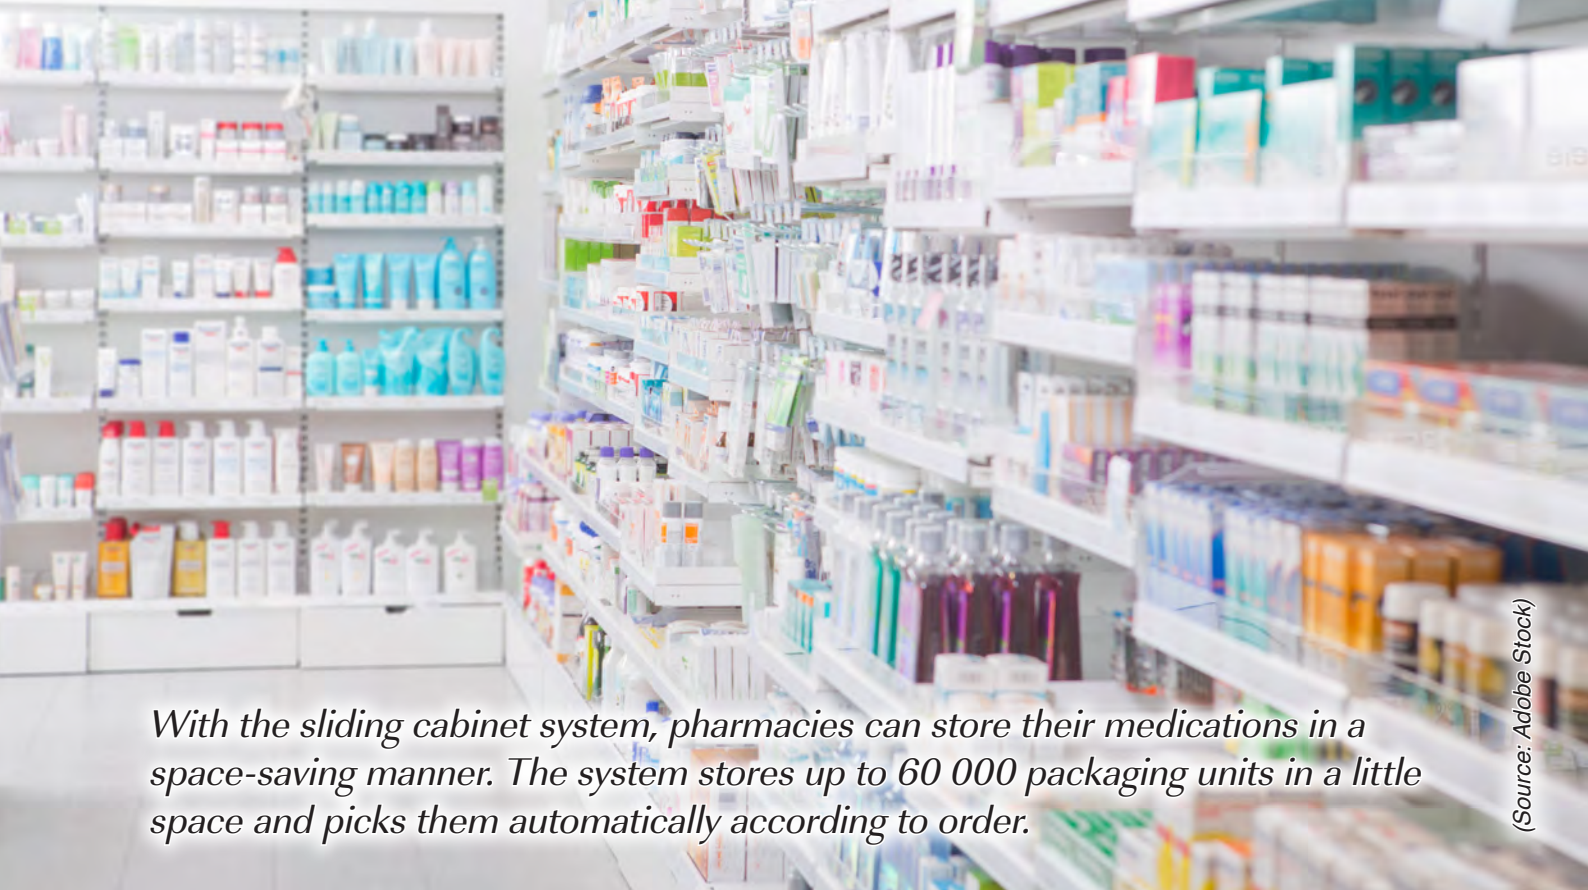 With the sliding cabinet system, pharmacies can store their medications in a
space-saving manner. The system stores up to 60 000 packaging units in a little
space and picks them automatically according to order.
(Source: Adobe Stock)